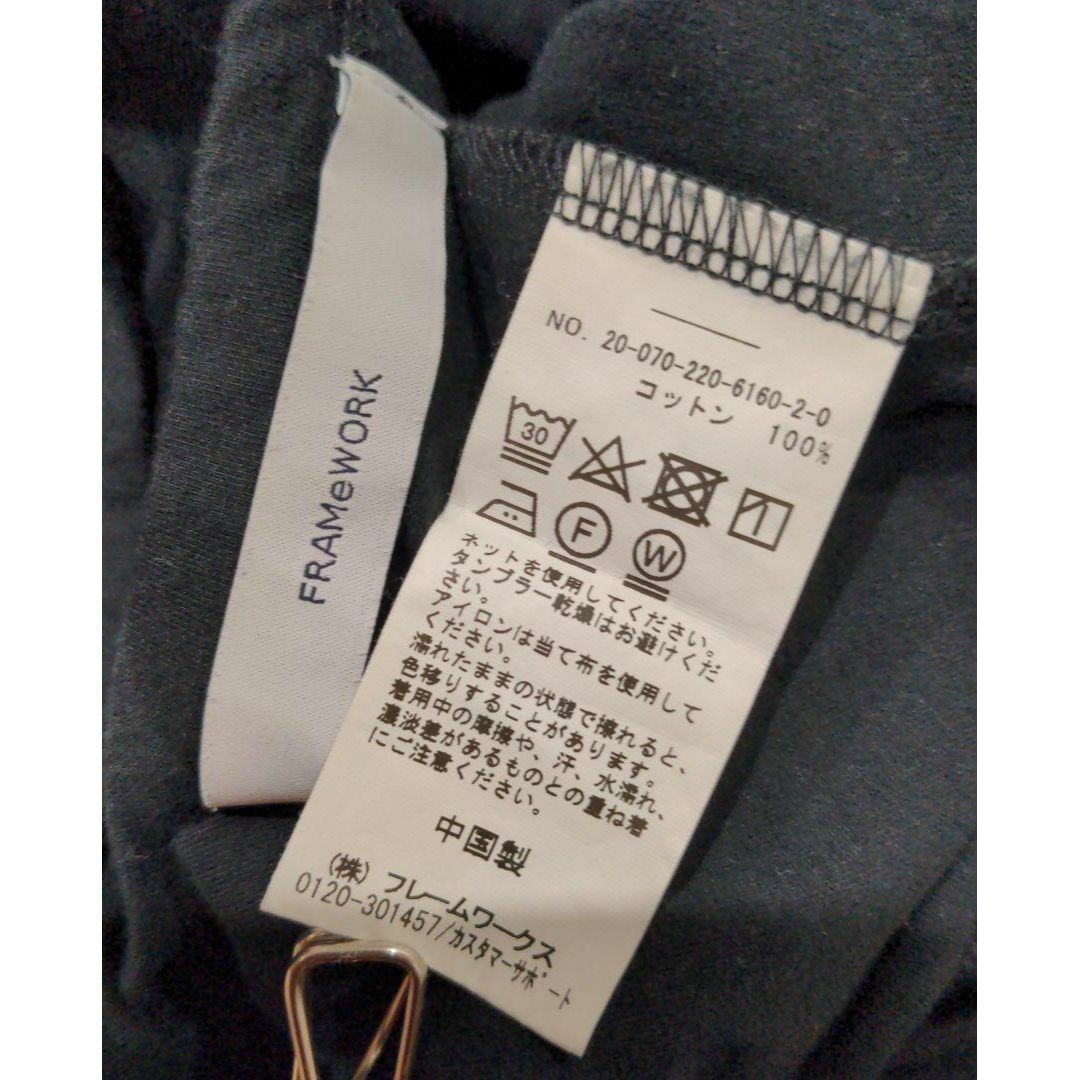 FRAMeWORK
NO. 20-070-220-6160-2-0
コットン 100%
30
F W
ネットを使用してください。
タンブラー乾燥はお避けくだ
さい。
アイロンは当て布を使用して
ください。
濡れたままの状態で擦れると、
色移りすることがあります。
着用中の摩擦や、汗、水濡れ、
濃淡差があるものとの重ね着
にご注意ください。
中国製
(株) フレームワークス
0120-301457/カスタマーサポート